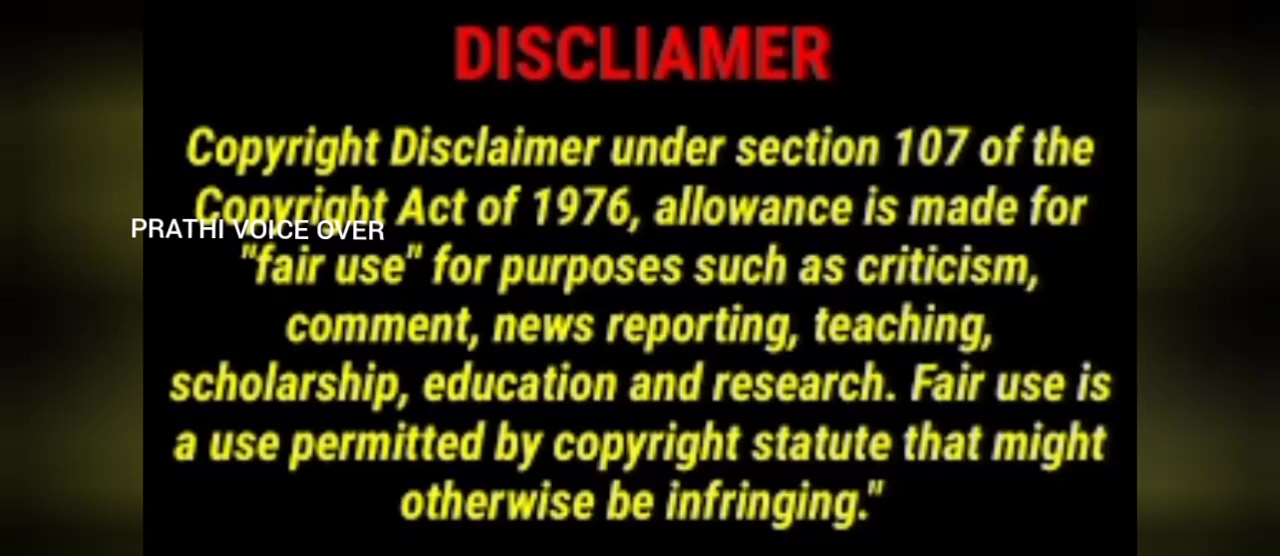 DISCLIAMER
Copyright Disclaimer under section 107 of the
Copyright Act of 1976, allowance is made for
PRATHI VOICE OVER
"fair use" for purposes such as criticism,
comment, news reporting, teaching,
scholarship, education and research. Fair use is
a use permitted by copyright statute that might
otherwise be infringing."